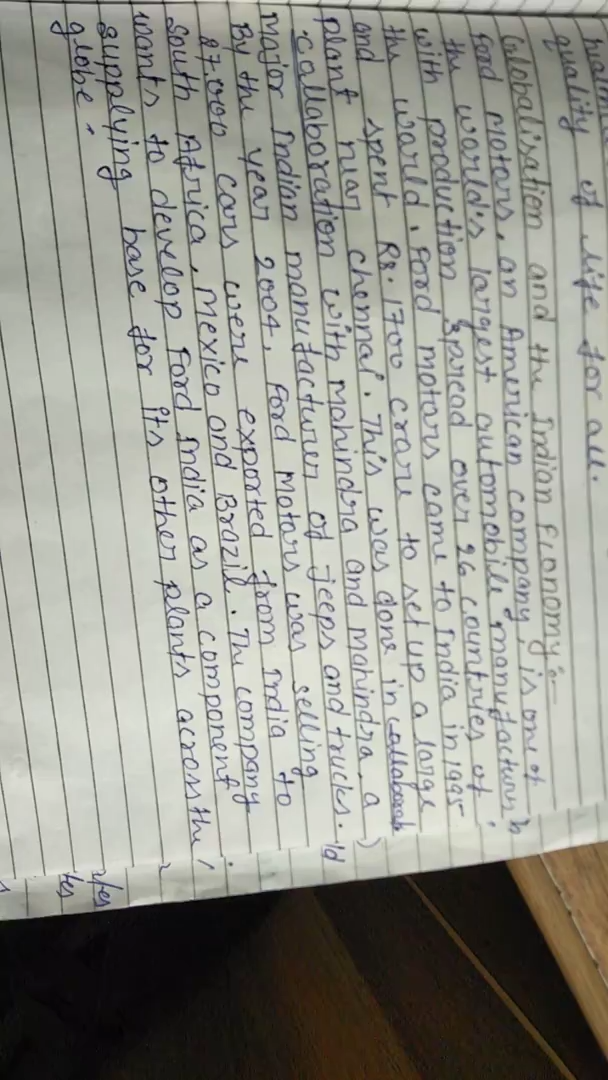 quality of life for all.
Globalisation and the Indian Economy:-
Ford Motors, an American company, is one of
the world's largest automobile manufacturers
with production spread over 26 countries of
the world. Ford Motors came to India in 1995
and spent Rs. 1700 crore to set up a large
plant near chennai. This was done in collaborat
collaboration with Mahindra and Mahindra, a
major Indian manufacturer of Jeeps and trucks.
By the year 2004, Ford Motors was selling
27,000 cars were exported from India to
South Africa, Mexico and Brazil. The company
wants to develop Ford India as a component
supplying base for its other plants across the
globe.